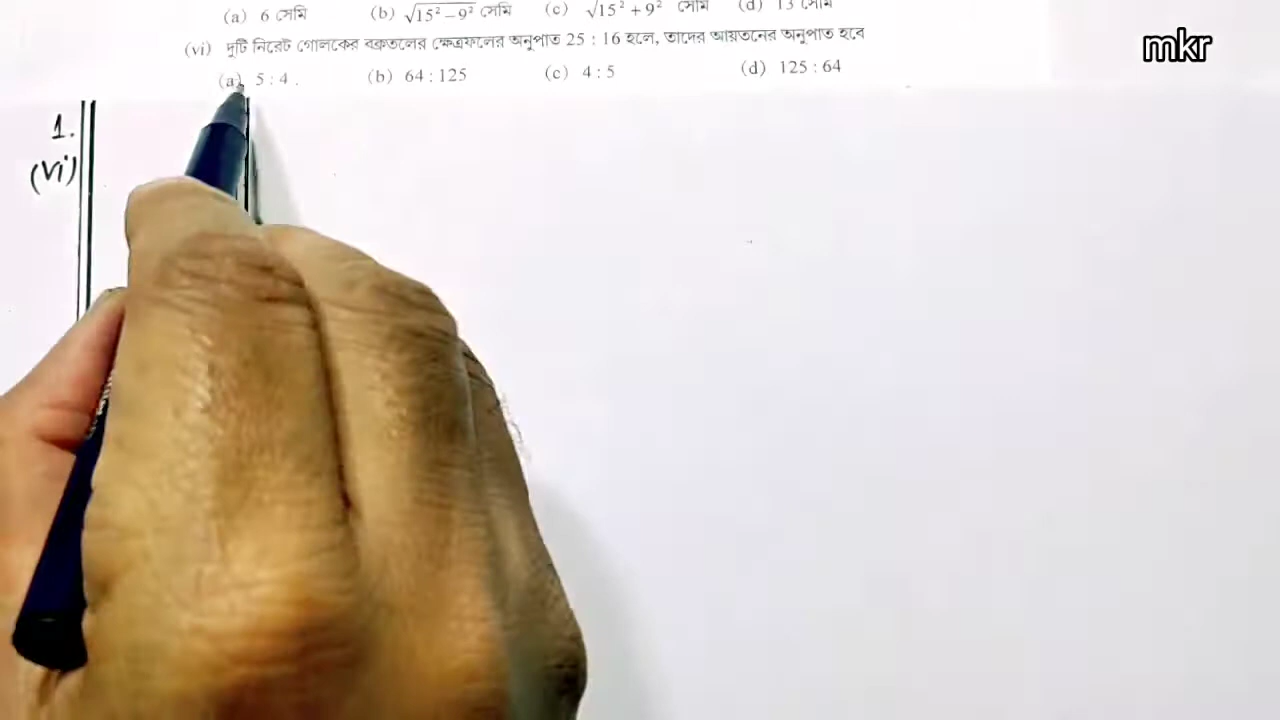 (a) 6 সেমি (b) √15² – 9² সেমি (c) √15² + 9² সেমি (d) 13 সেমি
(vi) দুটি নিরেট গোলকের বক্রতলের ক্ষেত্রফলের অনুপাত 25 : 16 হলে, তাদের আয়তনের অনুপাত হবে
(a) 5 : 4 . (b) 64 : 125 (c) 4 : 5 (d) 125 : 64
mkr
1.
(vi)